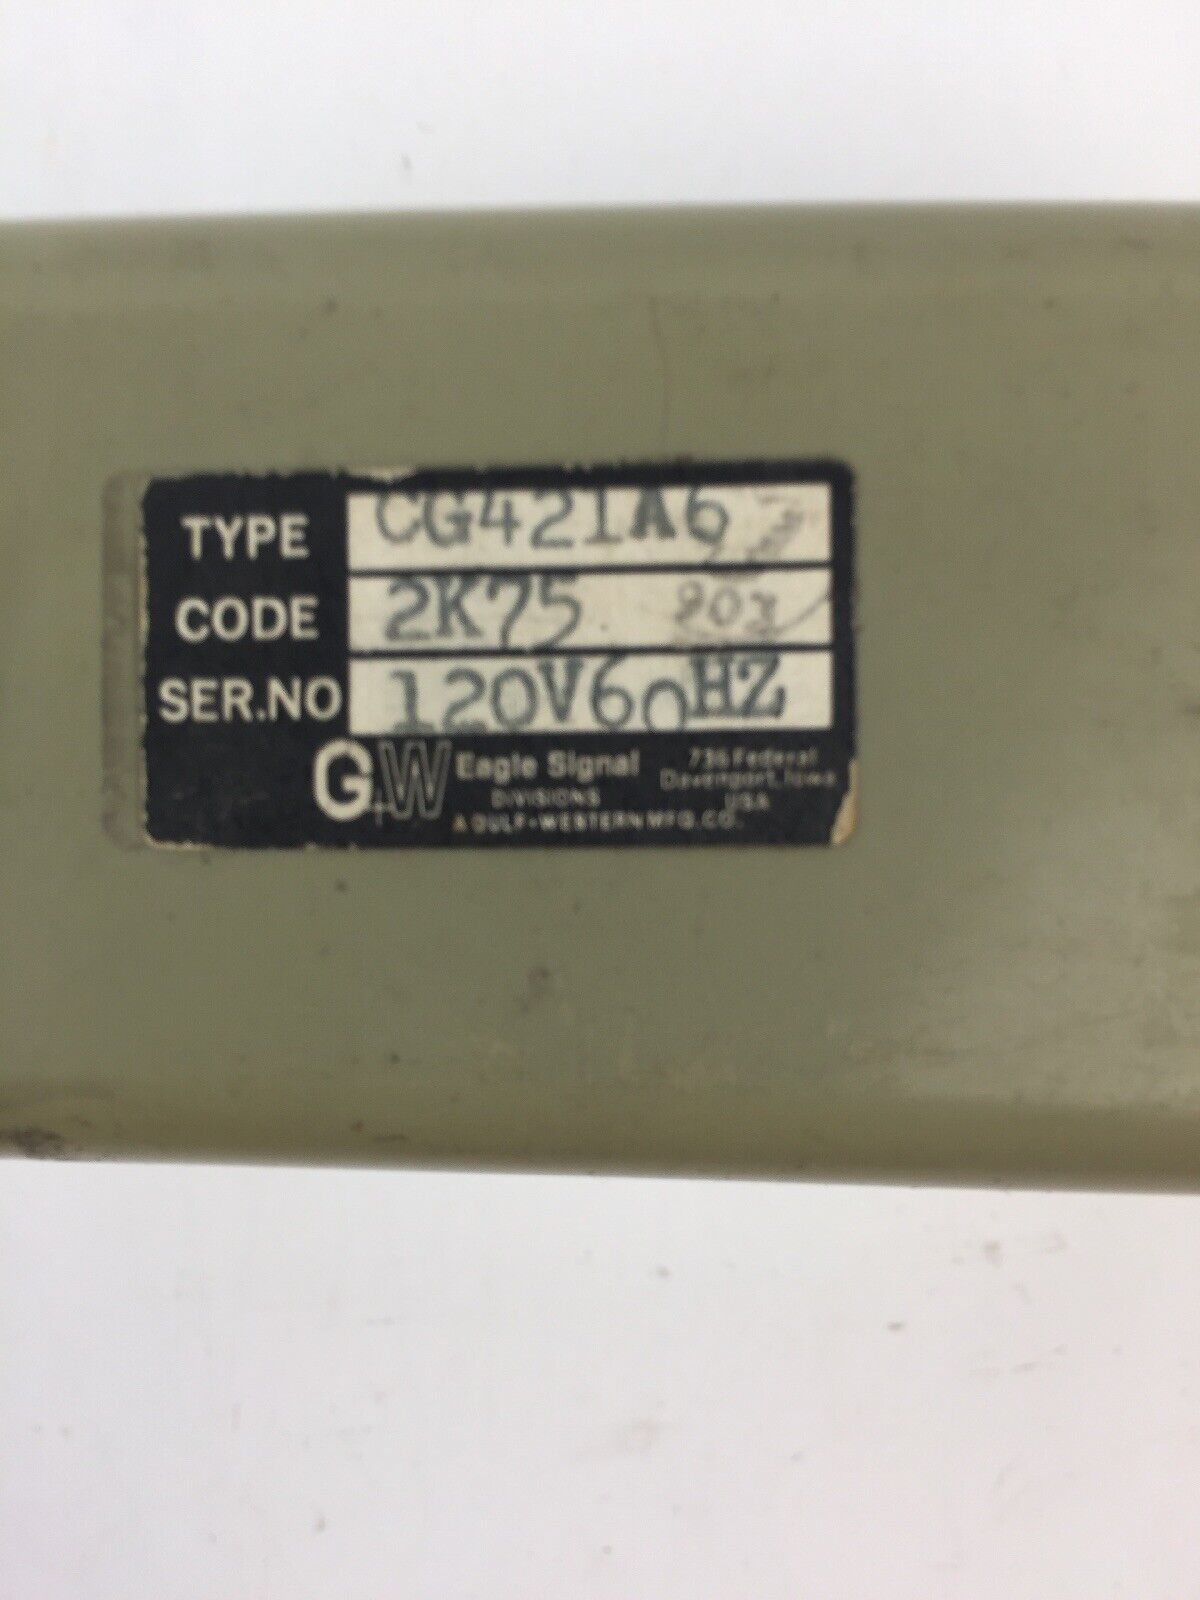 TYPE CG421A6
CODE 2K75
SER.NO 120V60HZ
G+W Eagle Signal 736 Federal
DIVISIONS Davenport, Iowa
A GULF+WESTERN MFG. CO. USA